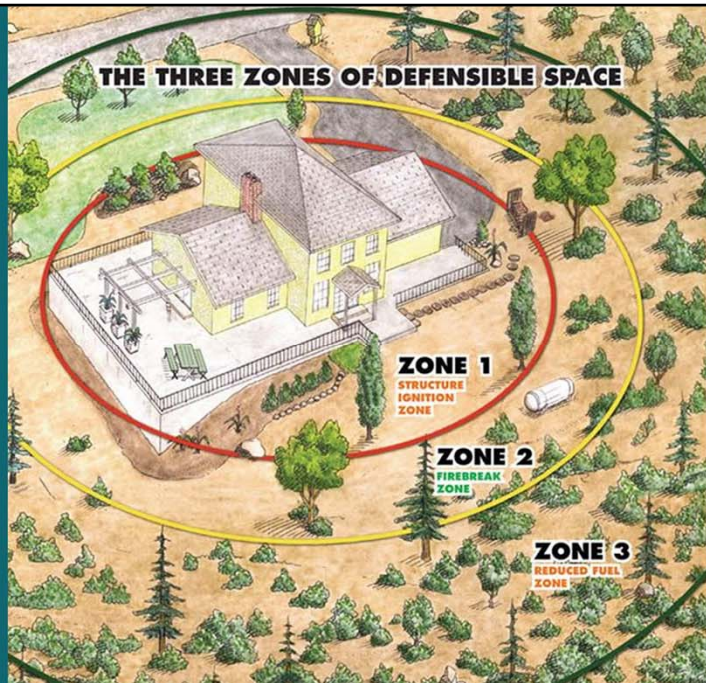 THE THREE ZONES OF DEFENSIBLE SPACE
ZONE 1
STRUCTURE
IGNITION
ZONE
ZONE 2
FIREBREAK
ZONE
ZONE 3
REDUCED FUEL
ZONE